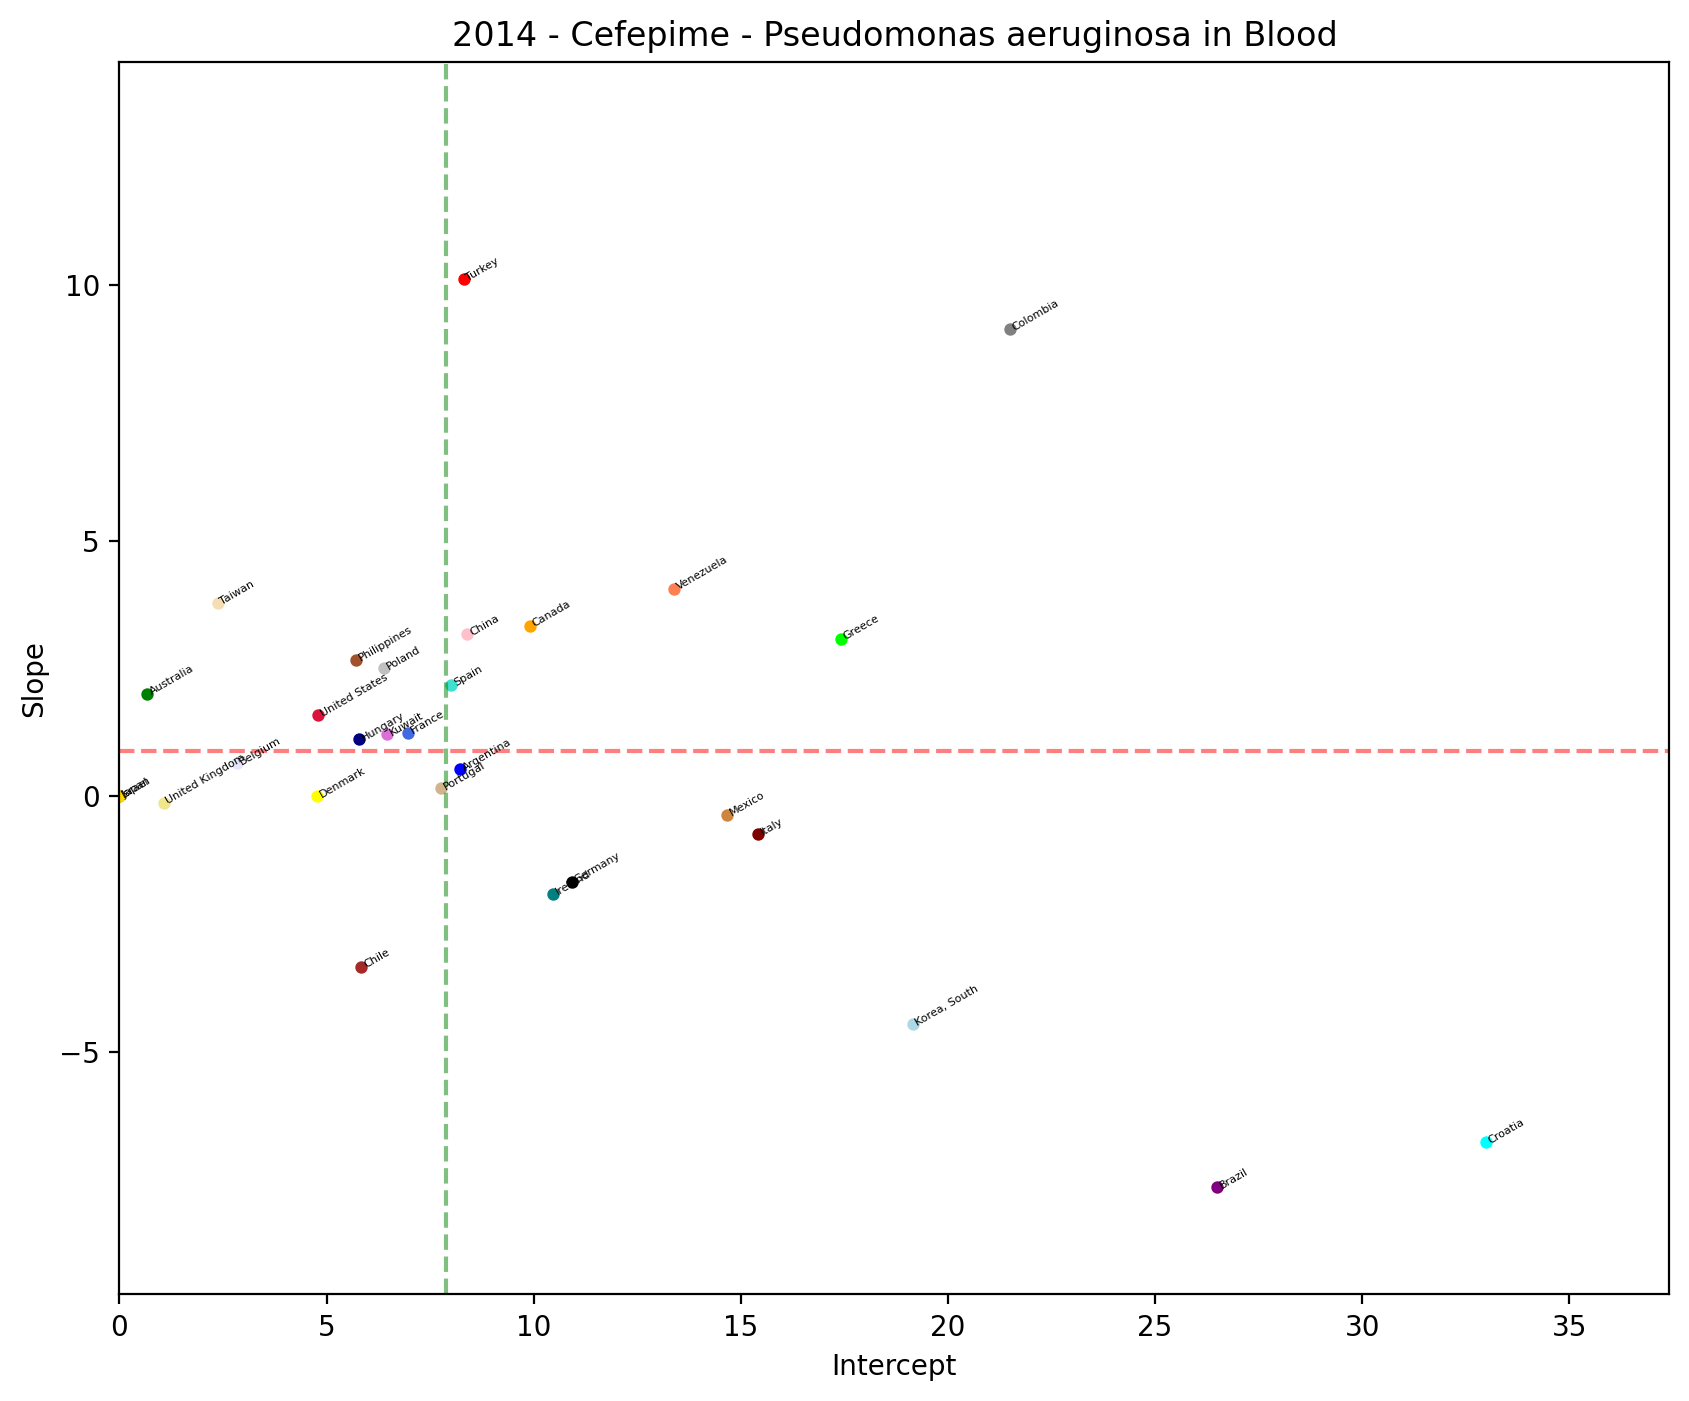 2014 - Cefepime - Pseudomonas aeruginosa in Blood
Turkey
Colombia
Venezuela
Taiwan
Canada
China
Greece
Philippines
Poland
Spain
Australia
United States
Hungary
Kuwait
France
Belgium
Argentina
United Kingdom
Denmark
Portugal
Japan
Mexico
Italy
Germany
Ireland
Chile
Korea, South
Croatia
Brazil
10
5
0
−5
Slope
0 5 10 15 20 25 30 35
Intercept